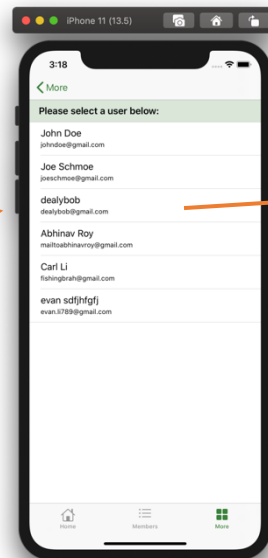 iPhone 11 (13.5)
3:18
More
Please select a user below:
John Doe
johndoe@gmail.com
Joe Schmoe
joeschmoe@gmail.com
dealybob
dealybob@gmail.com
Abhinav Roy
mailtoabhinavroy@gmail.com
Carl Li
fishingbrah@gmail.com
evan sdfjhfgfj
evan.li789@gmail.com
Home Members More